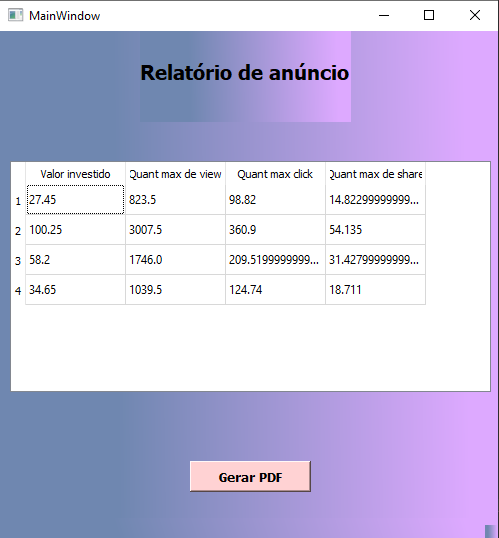 MainWindow
Relatório de anúncio
Valor investido Quant max de view Quant max click Quant max de share
1 27.45 823.5 98.82 14.82299999999...
2 100.25 3007.5 360.9 54.135
3 58.2 1746.0 209.5199999999... 31.42799999999...
4 34.65 1039.5 124.74 18.711
Gerar PDF